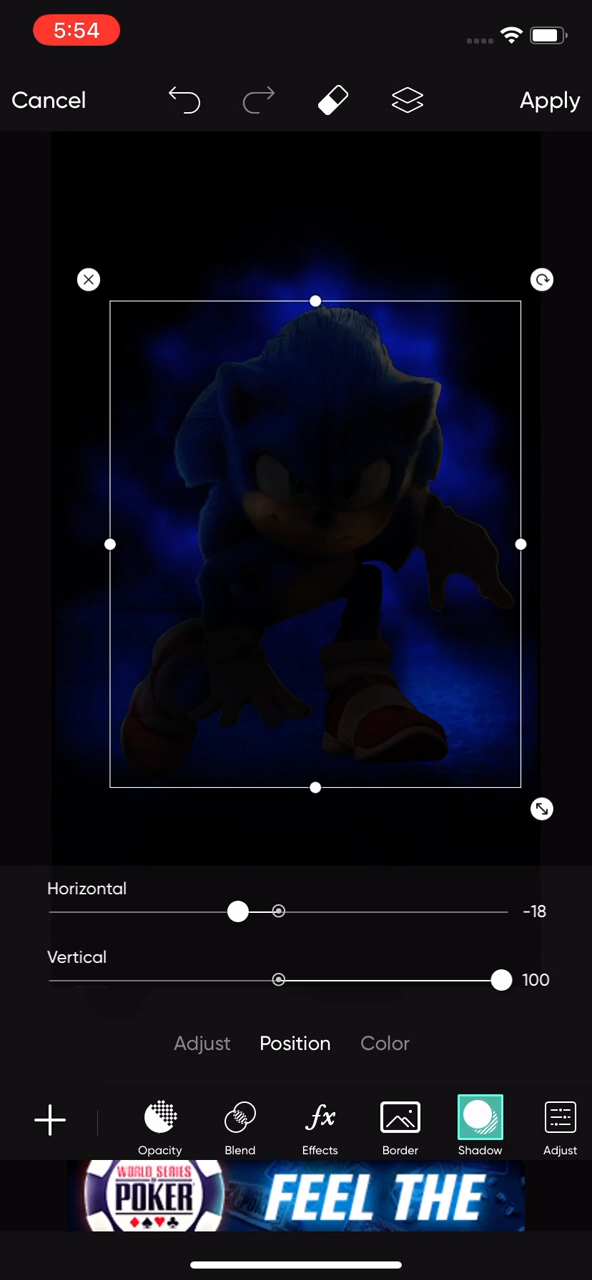 5:54
Cancel
Apply
Horizontal
-18
Vertical
100
Adjust Position Color
Opacity Blend fx Effects Border Shadow Adjust
WORLD SERIES
POKER
FEEL THE